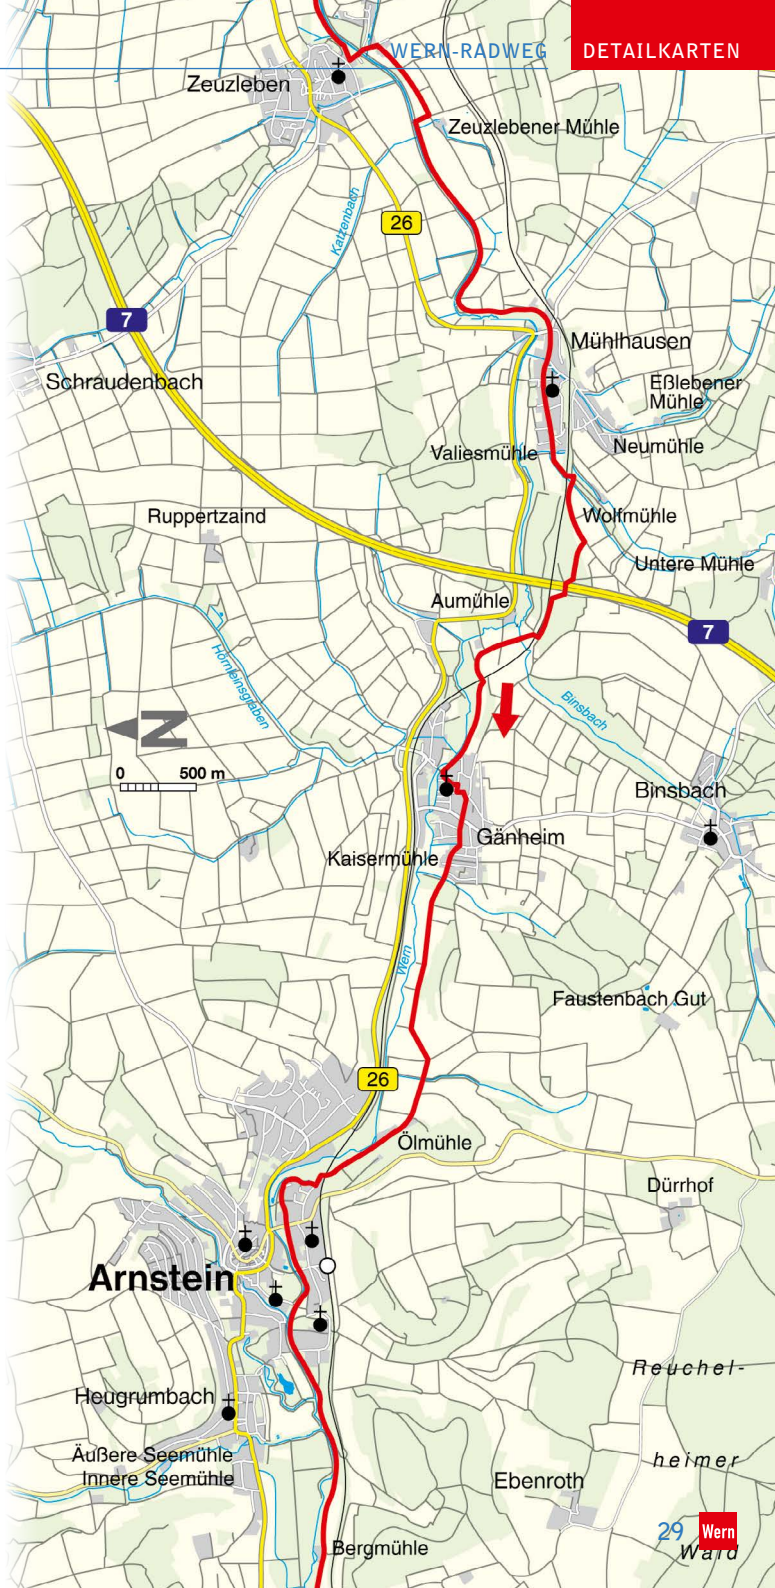 WERN-RADWEG
DETAILKARTEN
Zeuzleben
Zeuzlebener Mühle
Katzenbach
26
7
Mühlhausen
Schraudenbach
Eßlebener
Mühle
Neumühle
Valiesmühle
Ruppertzaind
Wolfmühle
Untere Mühle
Aumühle
7
Hörnleinsgraben
Binsbach
N
0 500 m
Binsbach
Gänheim
Kaisermühle
Wern
Faustenbach Gut
26
Ölmühle
Dürrhof
Arnstein
Reuchel-
Heugrumbach
Äußere Seemühle
Innere Seemühle
heimer
Ebenroth
29
Wern
Wald
Bergmühle